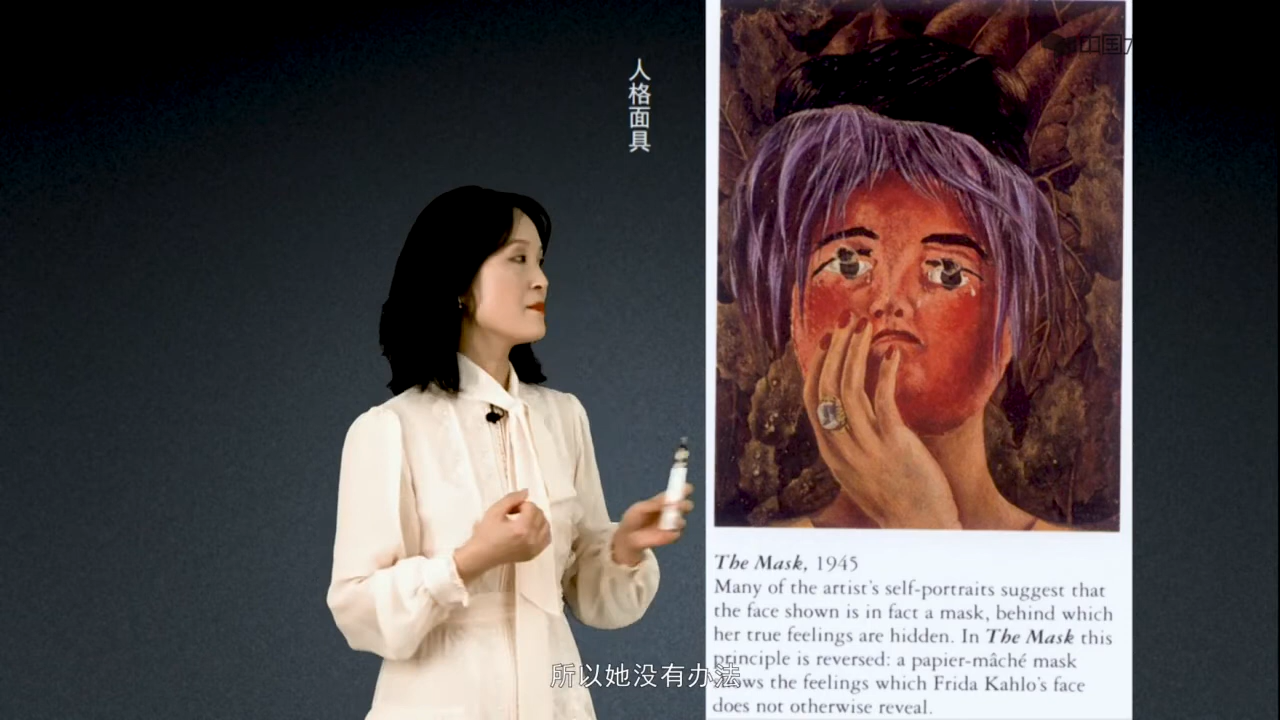 人格面具
中国
The Mask, 1945
Many of the artist's self-portraits suggest that
the face shown is in fact a mask, behind which
her true feelings are hidden. In The Mask this
principle is reversed: a papier-mâché mask
the feelings which Frida Kahlo's face
does not otherwise reveal.
所以她没有办法